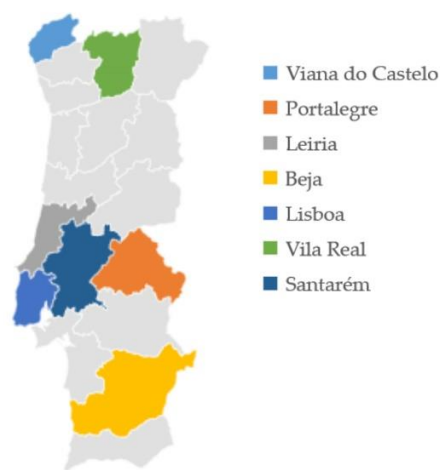 Viana do Castelo
Portalegre
Leiria
Beja
Lisboa
Vila Real
Santarém